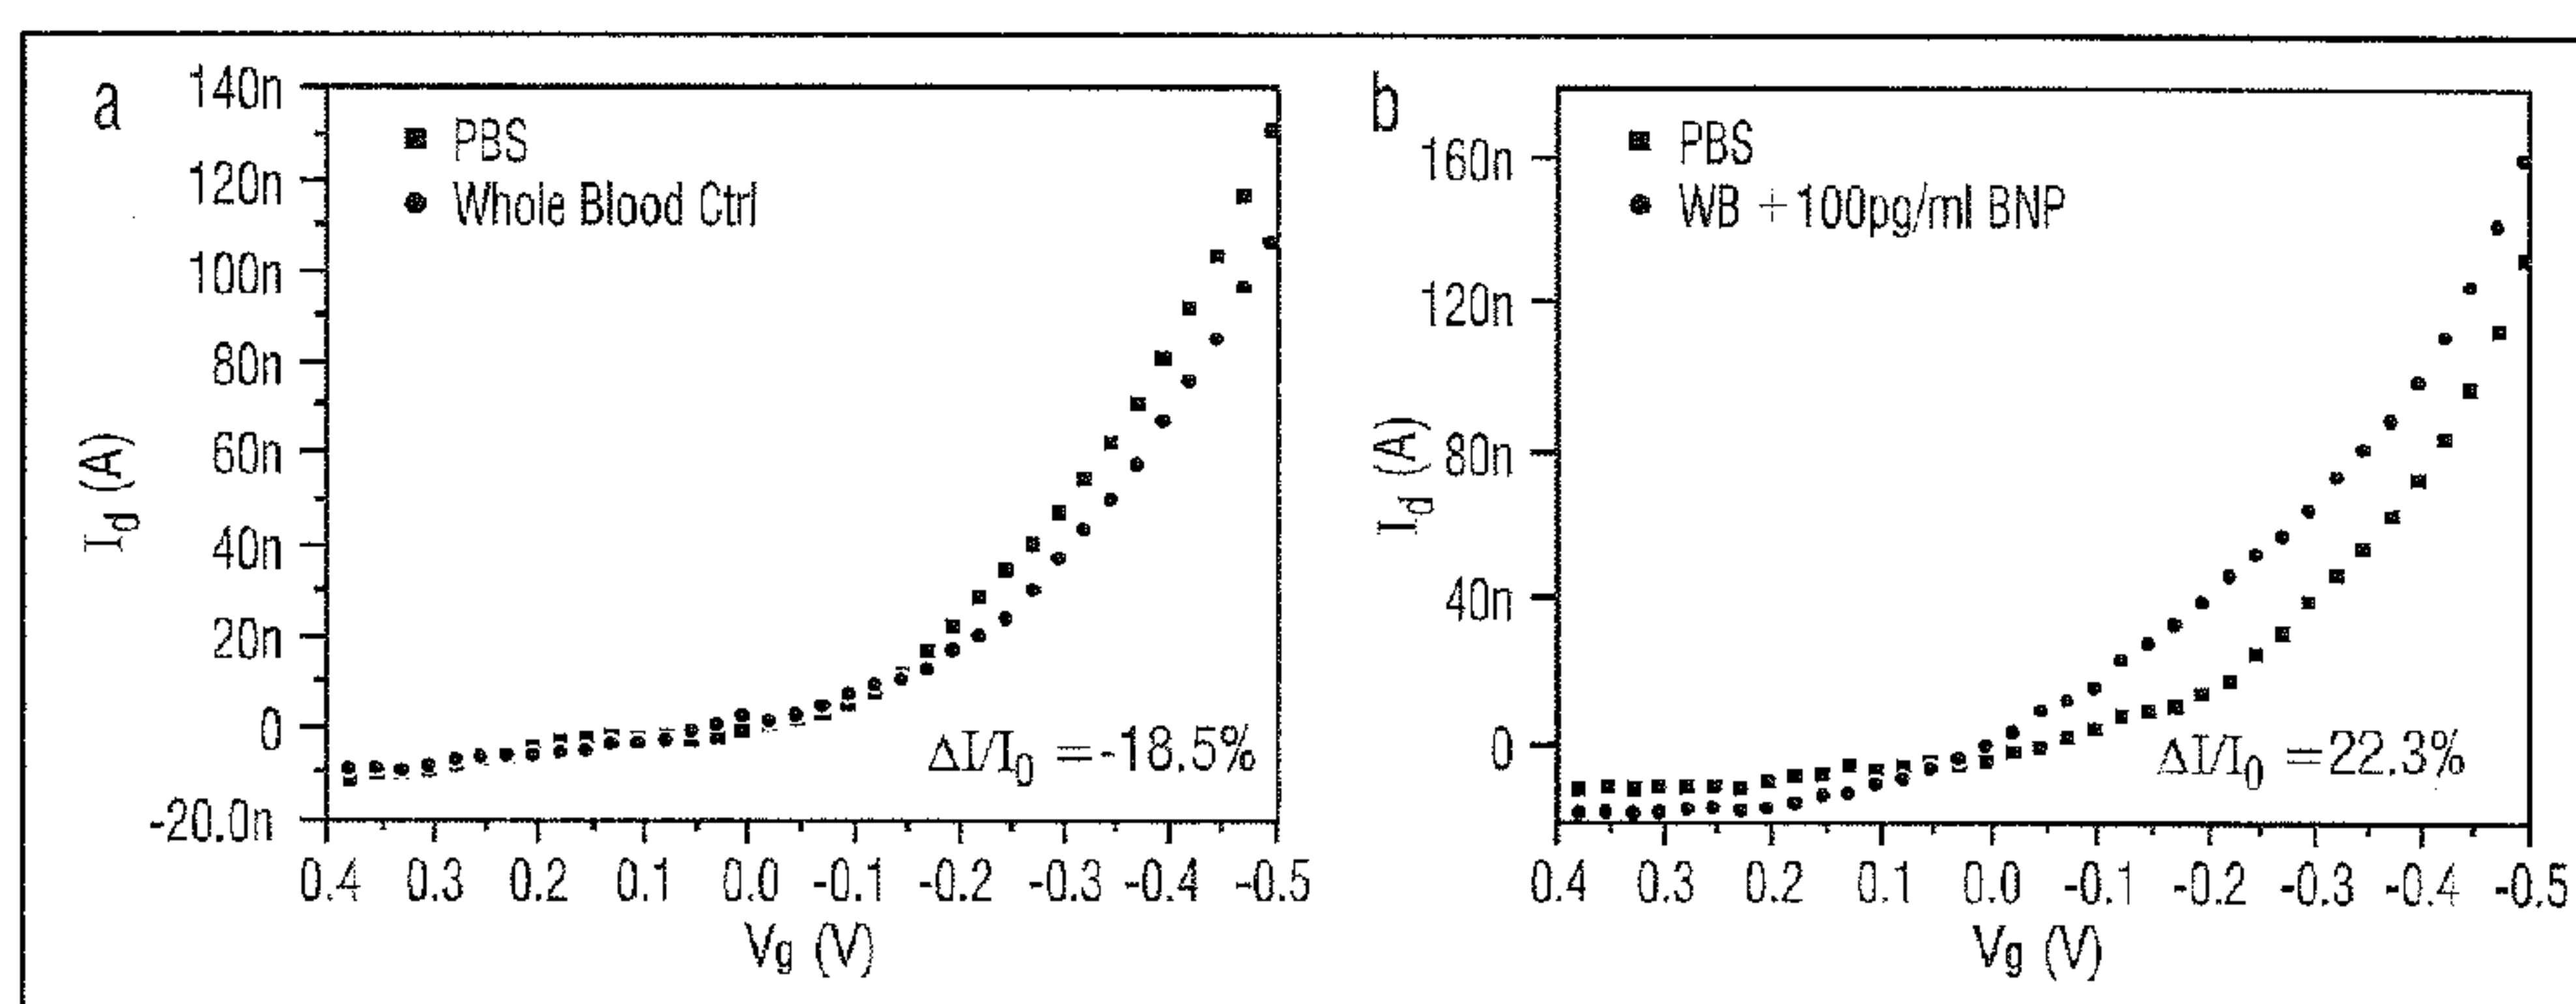 a
140n
120n
100n
80n
60n
40n
20n
0
-20.0n
I_d (A)
PBS
Whole Blood Ctrl
ΔI/I₀ =-18.5%
0.4 0.3 0.2 0.1 0.0 -0.1 -0.2 -0.3 -0.4 -0.5
Vg (V)
b
160n
120n
80n
40n
0
I_d (A)
PBS
WB + 100pg/ml BNP
ΔI/I₀ =22.3%
0.4 0.3 0.2 0.1 0.0 -0.1 -0.2 -0.3 -0.4 -0.5
Vg (V)